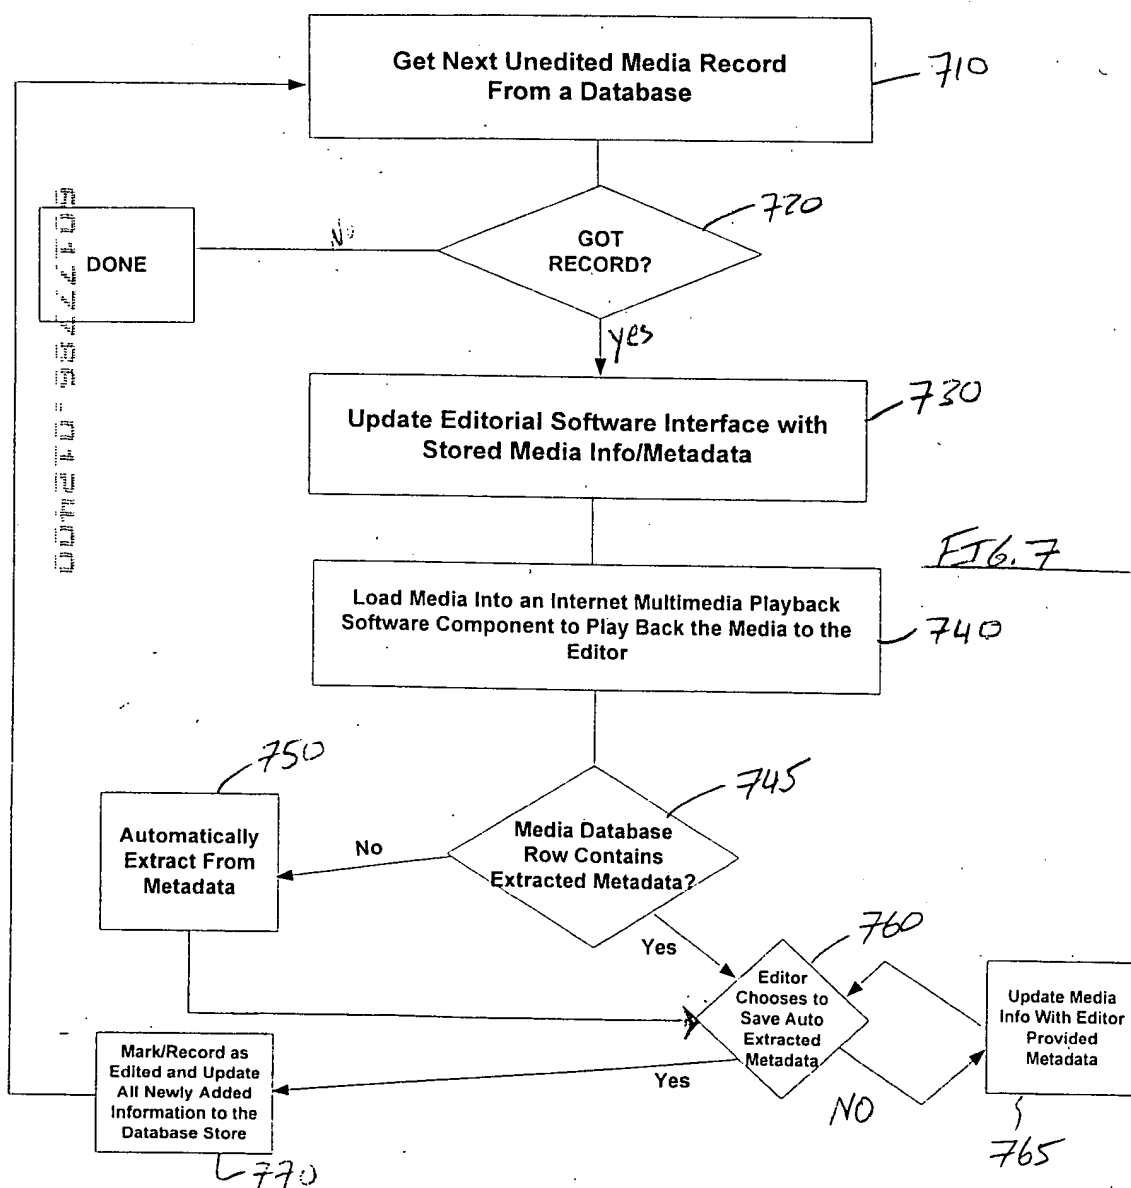 Get Next Unedited Media Record
From a Database
710
720
GOT
RECORD?
No
DONE
yes
730
Update Editorial Software Interface with
Stored Media Info/Metadata
FIG. 7
Load Media Into an Internet Multimedia Playback
Software Component to Play Back the Media to the
Editor
740
750
745
Automatically
Extract From
Metadata
No
Media Database
Row Contains
Extracted Metadata?
Yes
760
Editor
Chooses to
Save Auto
Extracted
Metadata
Update Media
Info With Editor
Provided
Metadata
Mark/Record as
Edited and Update
All Newly Added
Information to the
Database Store
Yes
NO
765
770